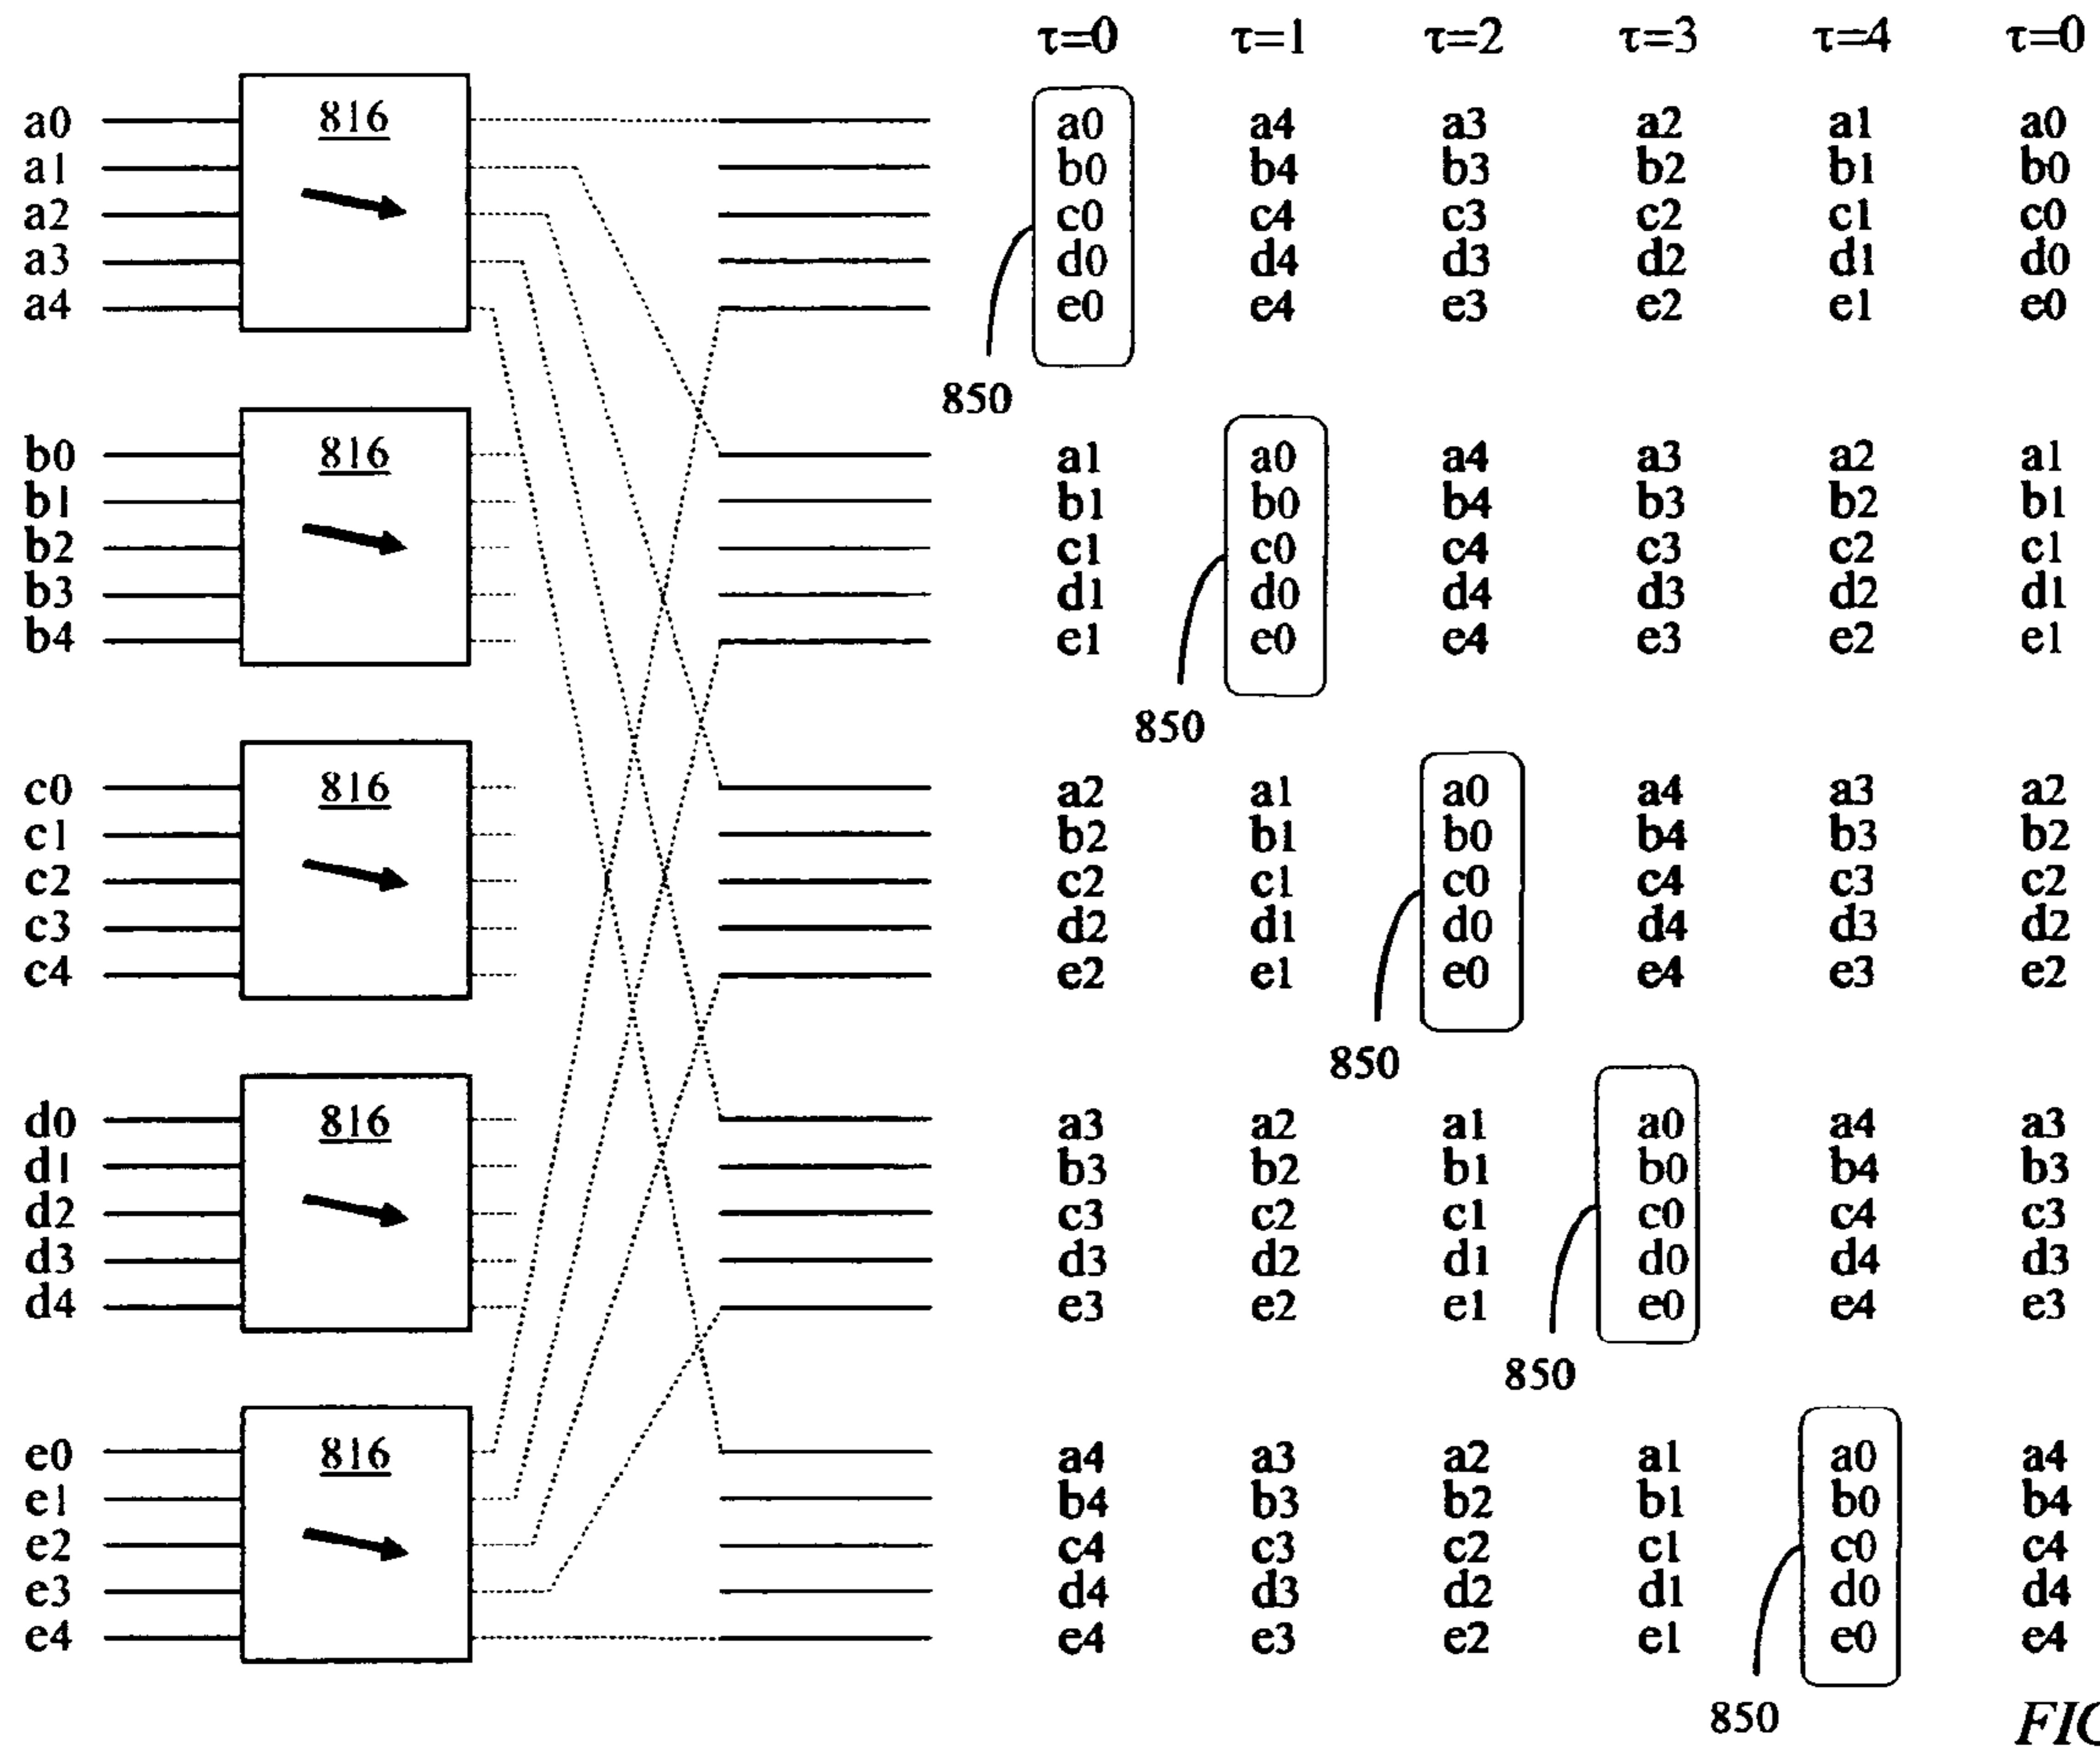 τ=0 τ=1 τ=2 τ=3 τ=4 τ=0
816
a0 a0 a4 a3 a2 a1 a0
a1 b0 b4 b3 b2 b1 b0
a2 c0 c4 c3 c2 c1 c0
a3 d0 d4 d3 d2 d1 d0
a4 e0 e4 e3 e2 e1 e0
850
816
b0 a1 a0 a4 a3 a2 a1
b1 b1 b0 b4 b3 b2 b1
b2 c1 c0 c4 c3 c2 c1
b3 d1 d0 d4 d3 d2 d1
b4 e1 e0 e4 e3 e2 e1
850
816
c0 a2 a1 a0 a4 a3 a2
c1 b2 b1 b0 b4 b3 b2
c2 c2 c1 c0 c4 c3 c2
c3 d2 d1 d0 d4 d3 d2
c4 e2 e1 e0 e4 e3 e2
850
816
d0 a3 a2 a1 a0 a4 a3
d1 b3 b2 b1 b0 b4 b3
d2 c3 c2 c1 c0 c4 c3
d3 d3 d2 d1 d0 d4 d3
d4 e3 e2 e1 e0 e4 e3
850
816
e0 a4 a3 a2 a1 a0 a4
e1 b4 b3 b2 b1 b0 b4
e2 c4 c3 c2 c1 c0 c4
e3 d4 d3 d2 d1 d0 d4
e4 e4 e3 e2 e1 e0 e4
850